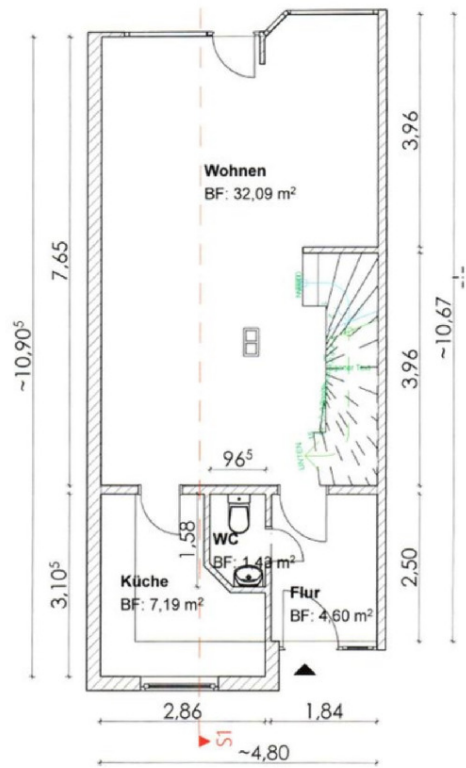 Wohnen
BF: 32,09 m²
3,96
7,65
~10,90⁵
~10,67
3,96
UNTEN
96⁵
1,58
WC
BF: 1,43 m²
2,50
3,10⁵
Küche
BF: 7,19 m²
Flur
BF: 4,60 m²
2,86
1,84
S1
~4,80